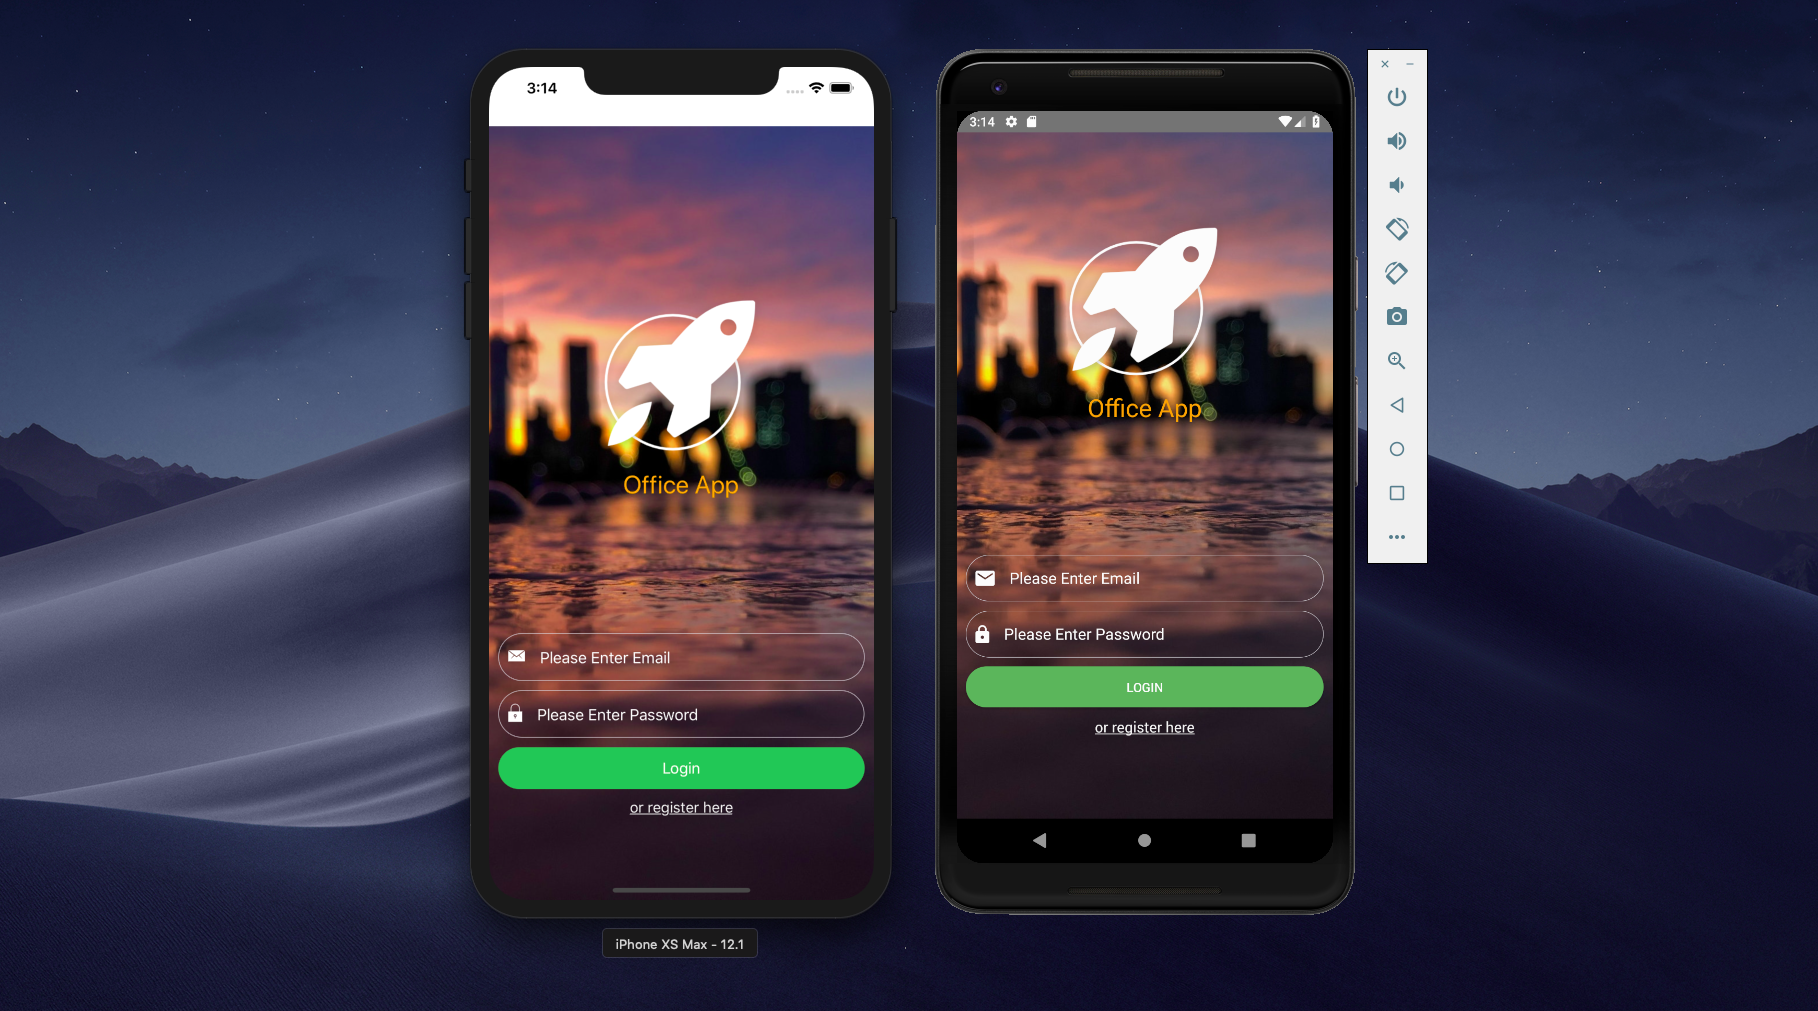 3:14
Office App
Please Enter Email
Please Enter Password
Login
or register here
iPhone XS Max - 12.1
3:14
Office App
Please Enter Email
Please Enter Password
LOGIN
or register here